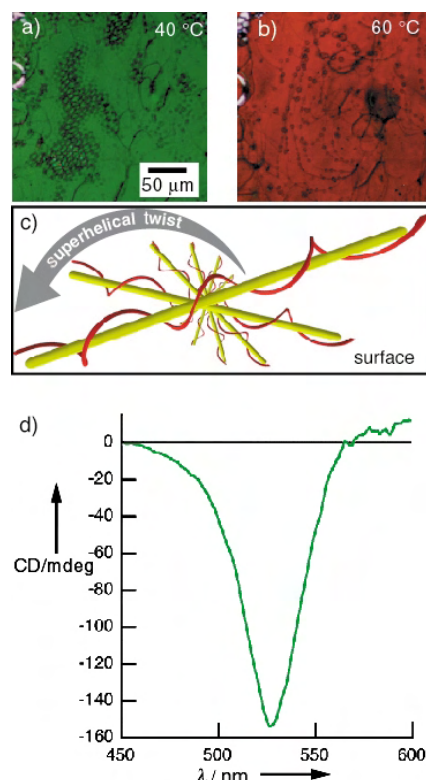 a) 40 °C
b) 60 °C
50 µm
c)
superhelical twist
surface
d)
0
-20
-40
-60
CD/mdeg
-80
-100
-120
-140
-160
450 500 550 600
λ / nm